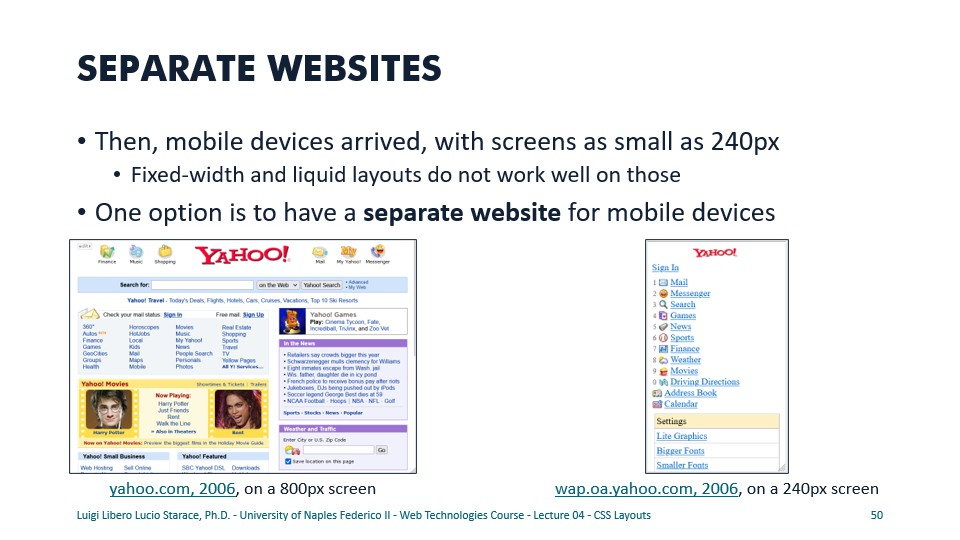 SEPARATE WEBSITES
• Then, mobile devices arrived, with screens as small as 240px
• Fixed-width and liquid layouts do not work well on those
• One option is to have a separate website for mobile devices
Finance Music Shopping YAHOO! Mail My Yahoo! Messenger
Search for: on the Web Yahoo! Search • Advanced
• My Web
Yahoo! Travel - Today's Deals, Flights, Hotels, Cars, Cruises, Vacations, Top 10 Ski Resorts
Check your mail status: Sign In Free mail: Sign Up
360° Horoscopes Movies Real Estate
Autos HotJobs Music Shopping
Finance Local My Yahoo! Sports
Games Kids News Travel
GeoCities Mail People Search TV
Groups Maps Personals Yellow Pages
Health Mobile Photos All Y! Services...
Yahoo! Movies Showtimes & Tickets | Trailers
Now Playing:
Harry Potter
Just Friends
Rent
Walk the Line
» Also in Theaters
Harry Potter Rent
Now on Yahoo! Movies: Preview the biggest films in the Holiday Movie Guide
Yahoo! Small Business Yahoo! Featured
Web Hosting Sell Online SBC Yahoo! DSL Downloads
Yahoo! Games
Play: Cinema Tycoon, Fate,
Incrediball, TriJinx, and Zoo Vet
In the News
• Retailers say crowds bigger this year
• Schwarzenegger mulls clemency for Williams
• Eight inmates escape from Wash. jail
• Wis. father, daughter die in icy pond
• French police to receive bonus pay after riots
• Jukeboxes, DJs being pushed out by iPods
• Soccer legend George Best dies at 59
• NCAA Football · Hoops | NBA · NFL · Golf
Sports - Stocks - News - Popular
Weather and Traffic
Enter City or U.S. Zip Code
Go
Save location on this page
YAHOO!
Sign In
1 Mail
2 Messenger
3 Search
4 Games
5 News
6 Sports
7 Finance
8 Weather
9 Movies
0 Driving Directions
Address Book
Calendar
Settings
Lite Graphics
Bigger Fonts
Smaller Fonts
yahoo.com, 2006, on a 800px screen
wap.oa.yahoo.com, 2006, on a 240px screen
Luigi Libero Lucio Starace, Ph.D. - University of Naples Federico II - Web Technologies Course - Lecture 04 - CSS Layouts 50